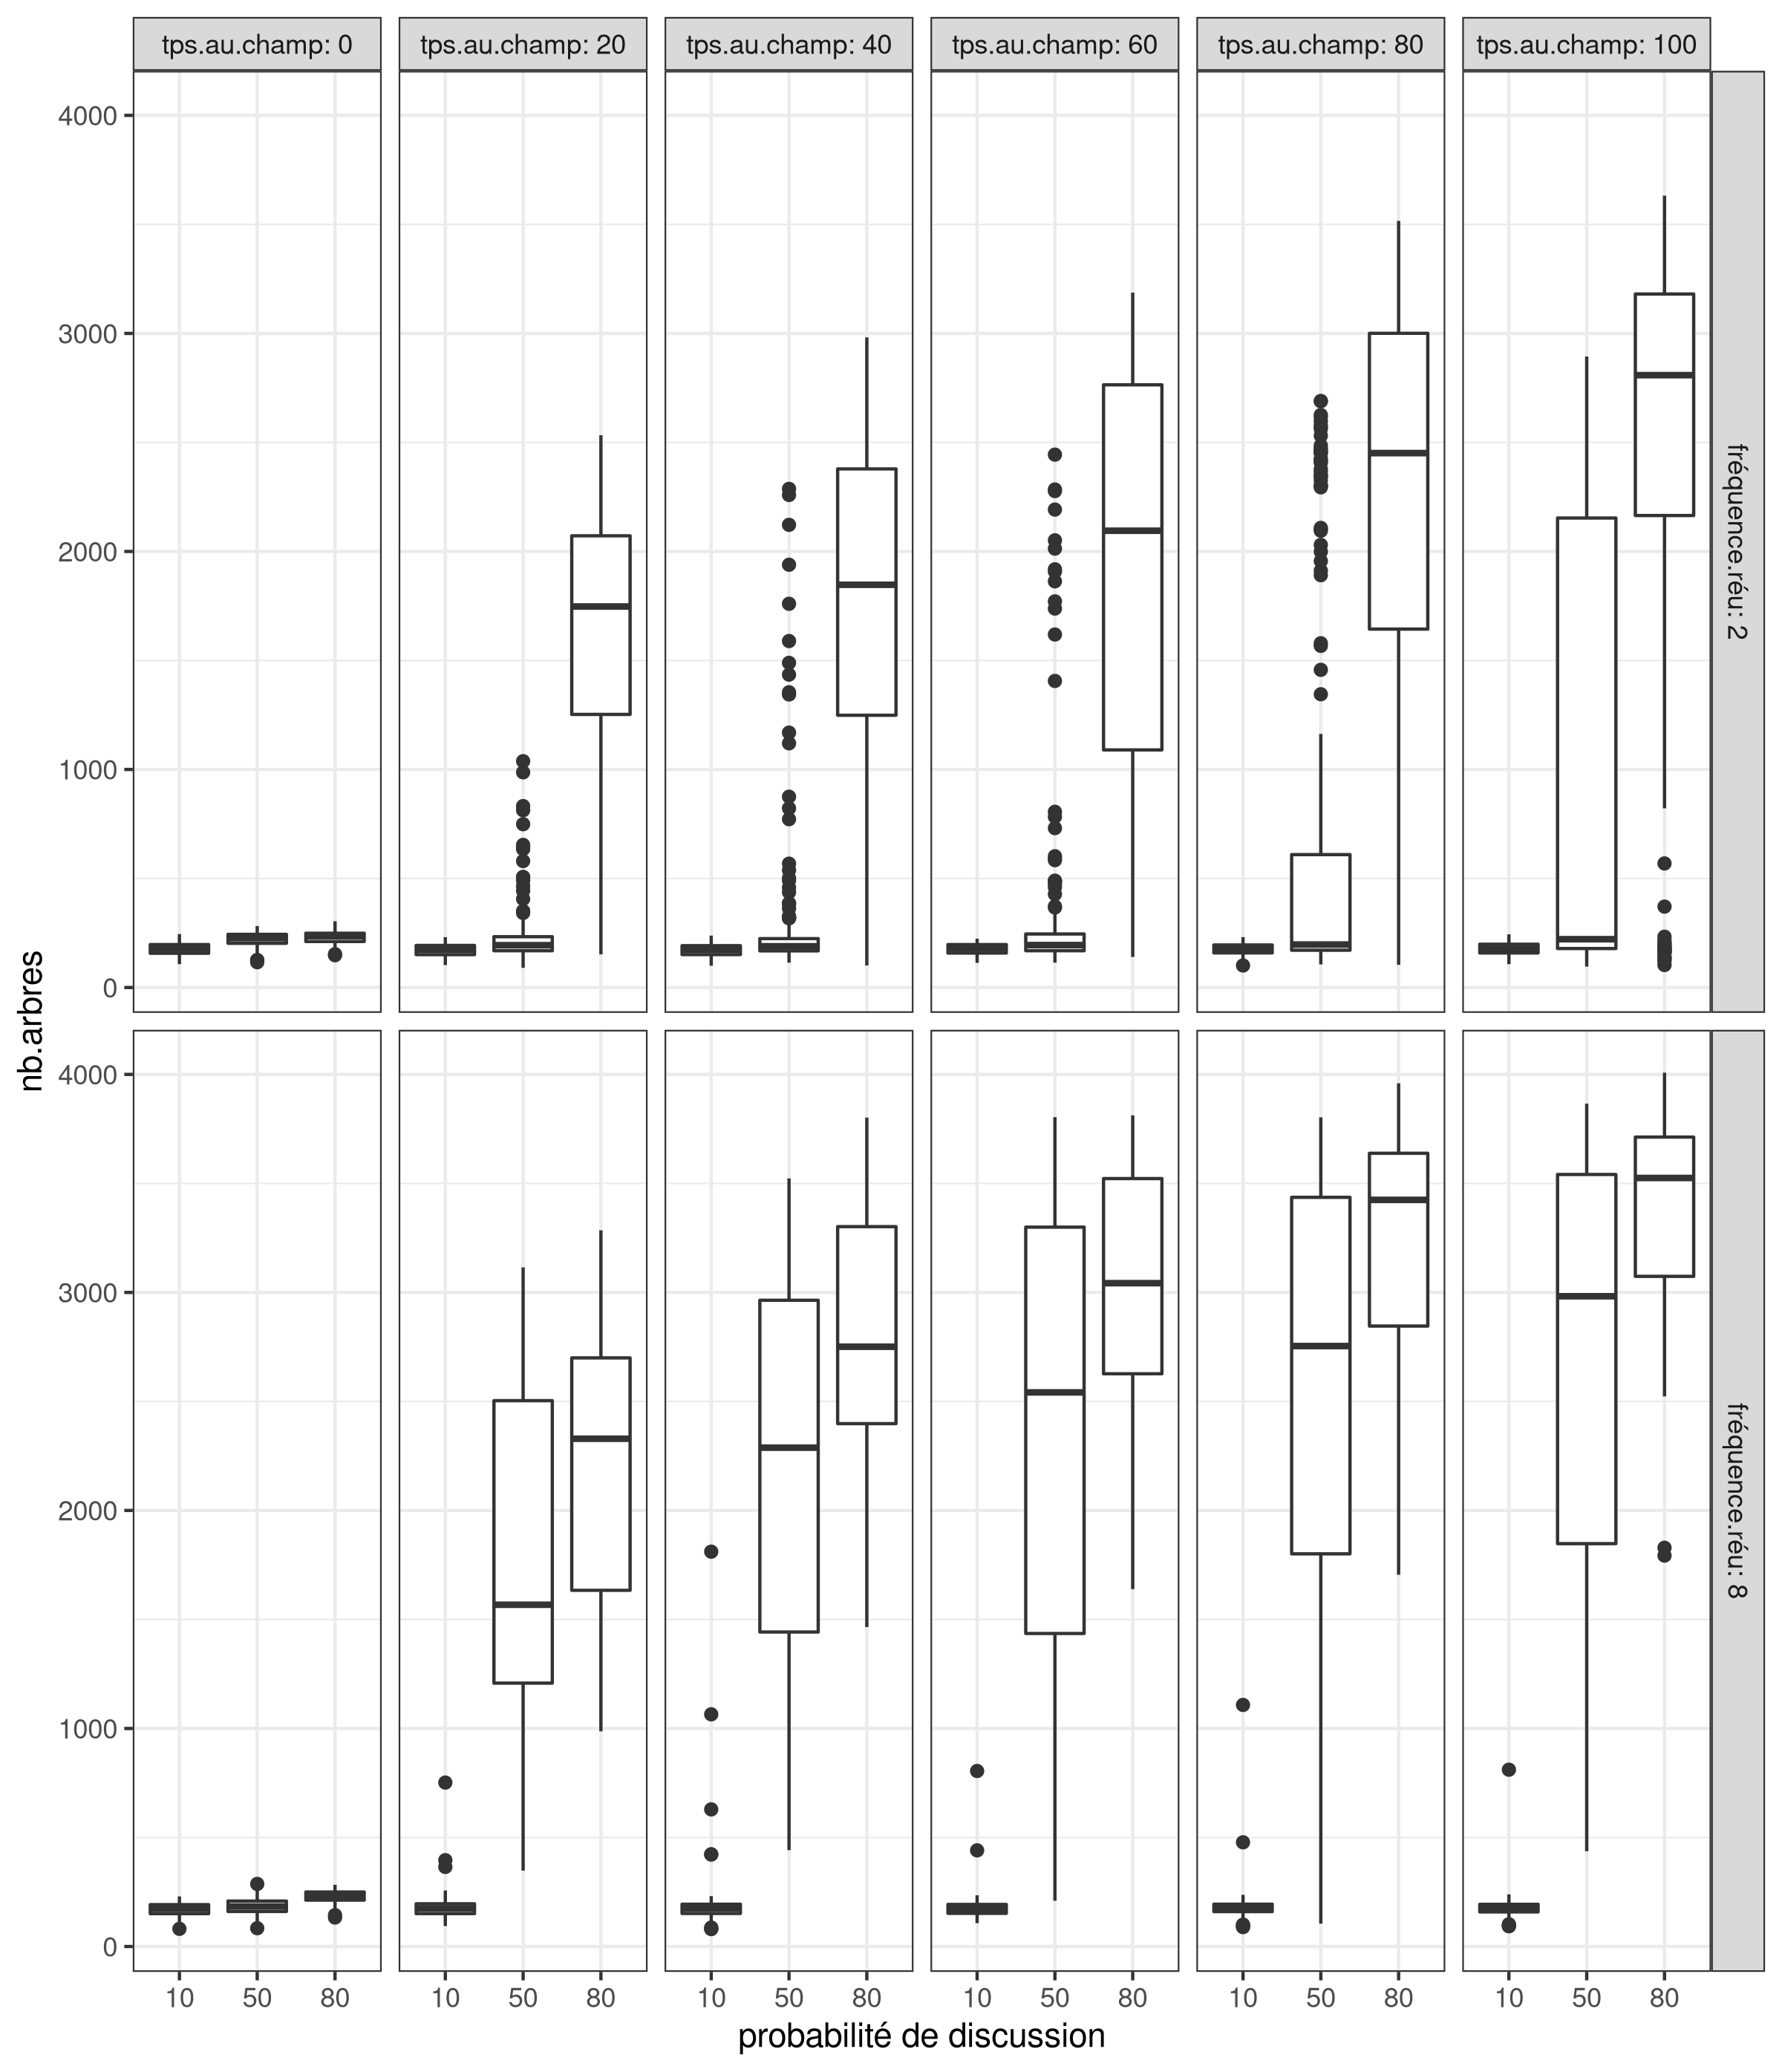 tps.au.champ: 0
tps.au.champ: 20
tps.au.champ: 40
tps.au.champ: 60
tps.au.champ: 80
tps.au.champ: 100
4000
3000
2000
1000
0
fréquence.réu: 2
nb.arbres
4000
3000
2000
1000
0
fréquence.réu: 8
10 50 80
10 50 80
10 50 80
10 50 80
10 50 80
10 50 80
probabilité de discussion